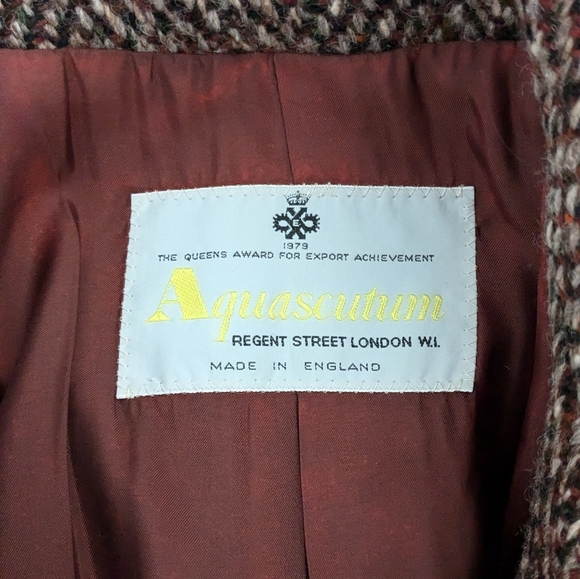 E
1979
THE QUEENS AWARD FOR EXPORT ACHIEVEMENT
Aquascutum
REGENT STREET LONDON W.I.
MADE IN ENGLAND